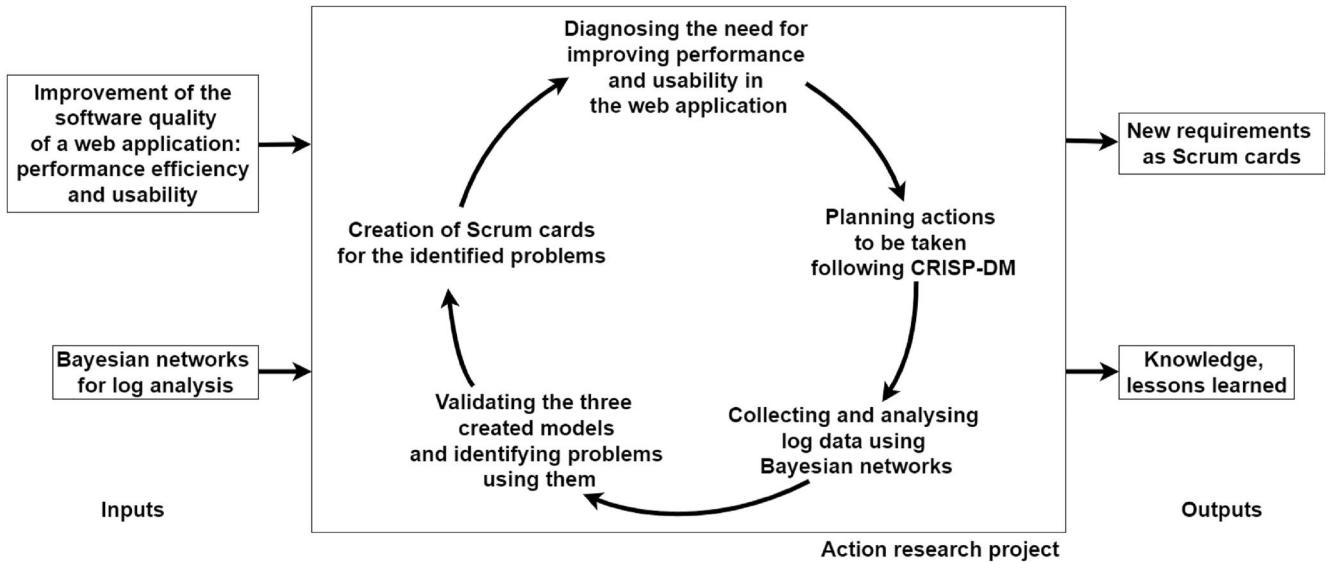 Improvement of the
software quality
of a web application:
performance efficiency
and usability
Bayesian networks
for log analysis
Inputs
Diagnosing the need for
improving performance
and usability in
the web application
Planning actions
to be taken
following CRISP-DM
Collecting and analysing
log data using
Bayesian networks
Validating the three
created models
and identifying problems
using them
Creation of Scrum cards
for the identified problems
Action research project
New requirements
as Scrum cards
Knowledge,
lessons learned
Outputs